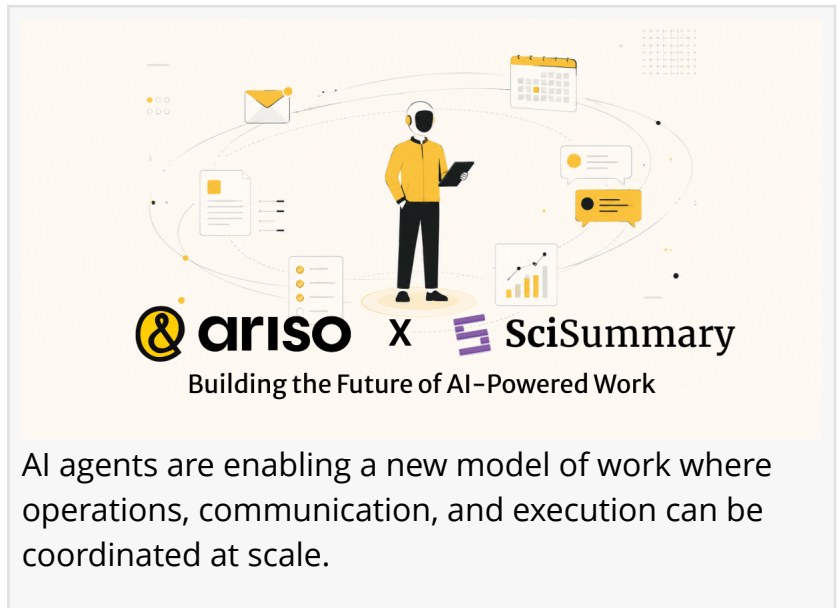 & ariso X SciSummary
Building the Future of AI-Powered Work
AI agents are enabling a new model of work where
operations, communication, and execution can be
coordinated at scale.